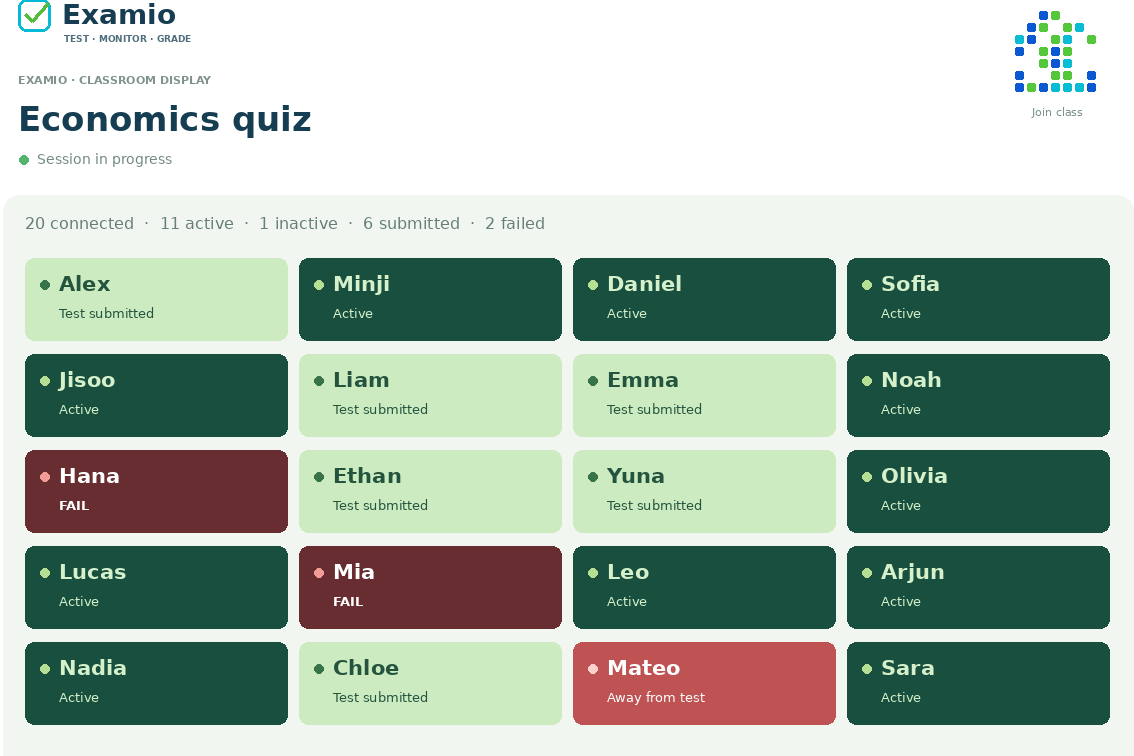 Examio
TEST · MONITOR · GRADE
EXAMIO · CLASSROOM DISPLAY
Economics quiz
Session in progress
Join class
20 connected · 11 active · 1 inactive · 6 submitted · 2 failed
Alex
Test submitted
Minji
Active
Daniel
Active
Sofia
Active
Jisoo
Active
Liam
Test submitted
Emma
Test submitted
Noah
Active
Hana
FAIL
Ethan
Test submitted
Yuna
Test submitted
Olivia
Active
Lucas
Active
Mia
FAIL
Leo
Active
Arjun
Active
Nadia
Active
Chloe
Test submitted
Mateo
Away from test
Sara
Active